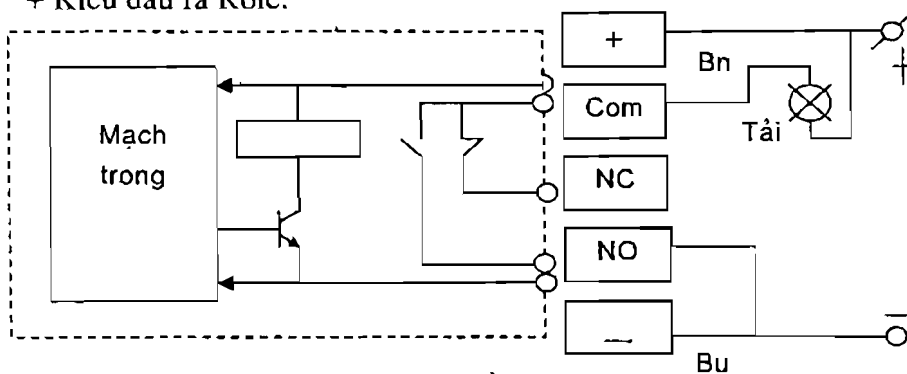 + Kiểu đầu ra Rơle:
+
Bn
+
Com
Mạch
trong
Tải
NC
NO
—
Bu
—